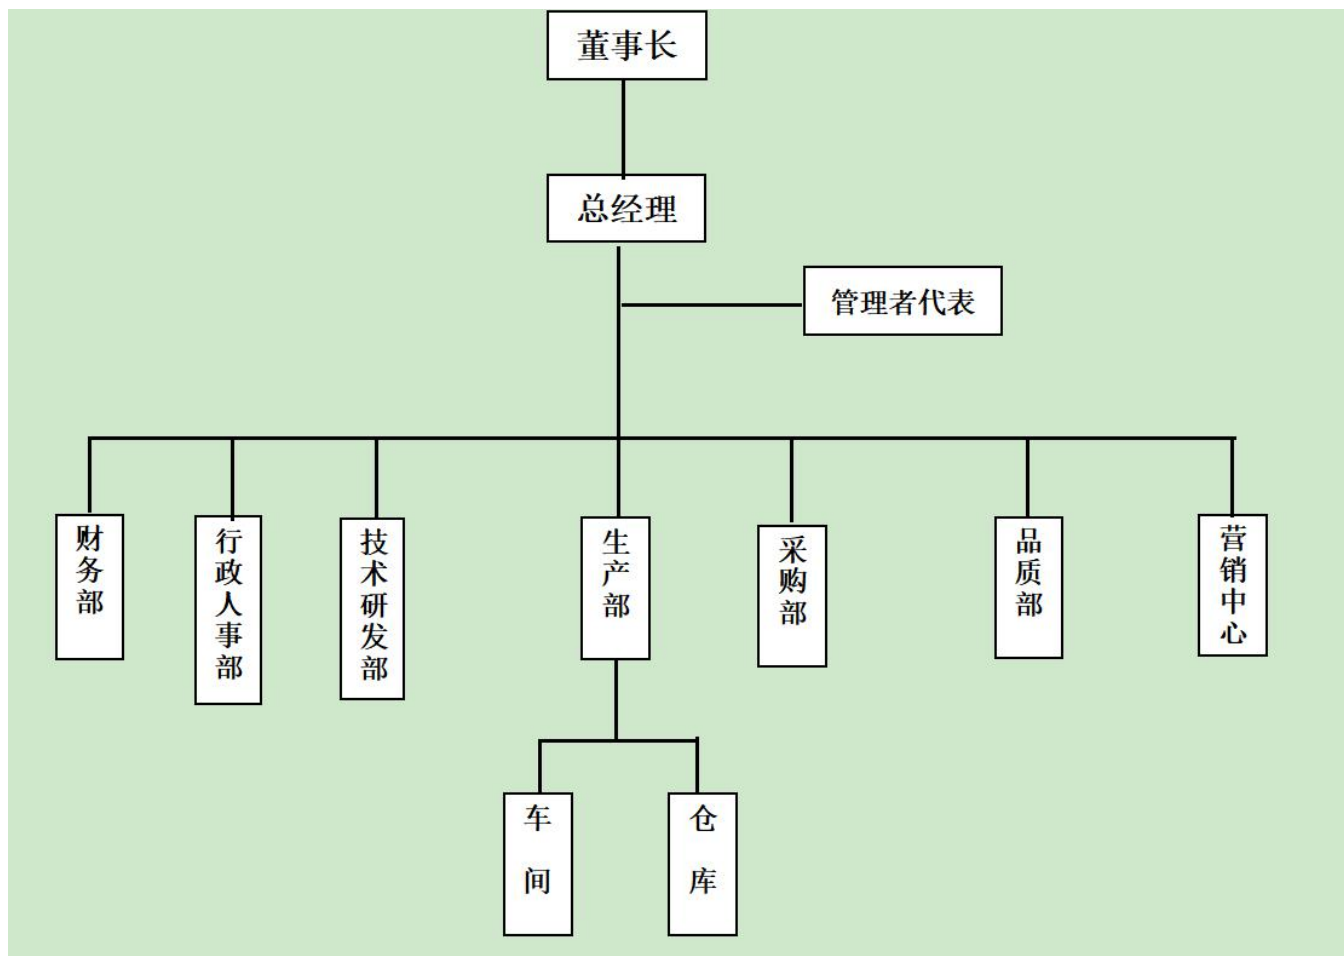 董事长
总经理
管理者代表
财务部
行政人事部
技术研发部
生产部
采购部
品质部
营销中心
车间
仓库